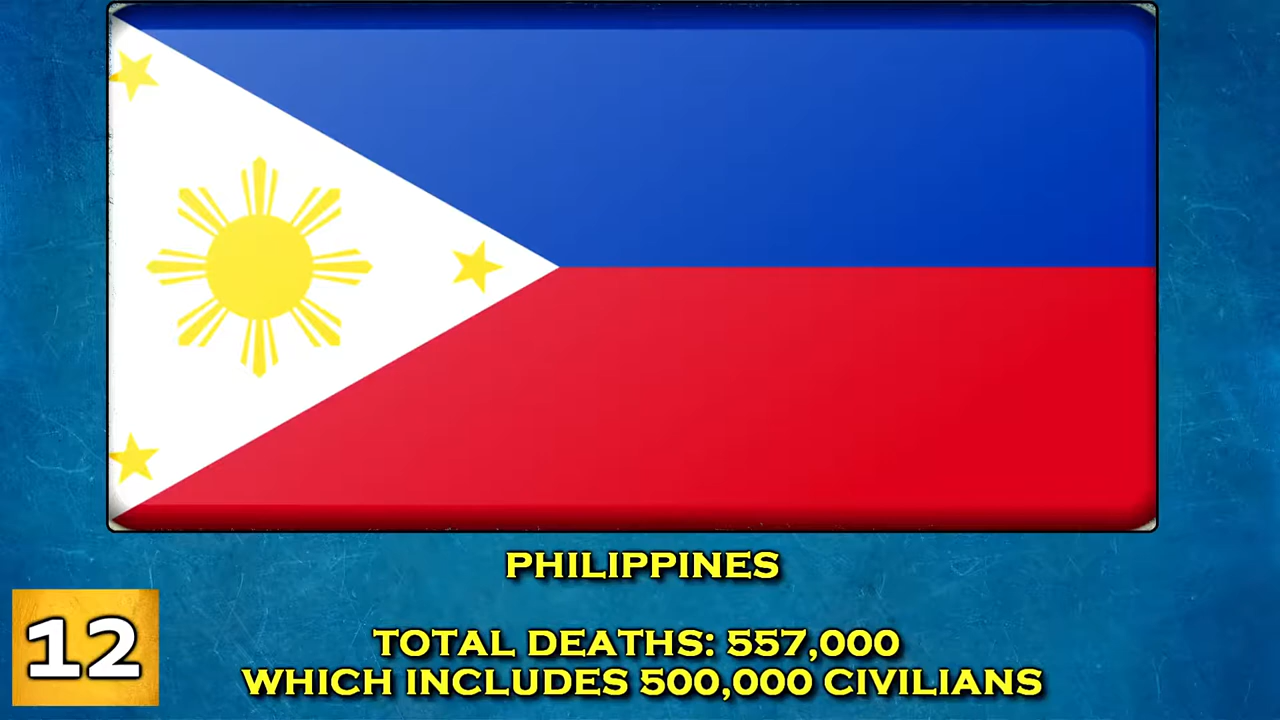 PHILIPPINES
12
TOTAL DEATHS: 557,000
WHICH INCLUDES 500,000 CIVILIANS